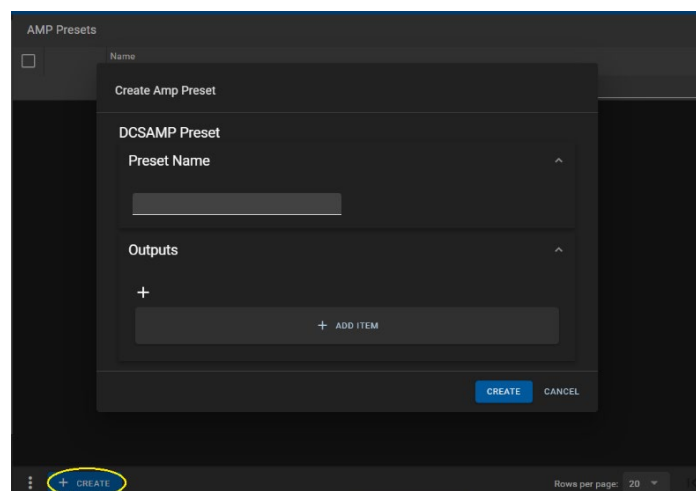 AMP Presets
Name
Create Amp Preset
DCSAMP Preset
Preset Name
Outputs
+
+ ADD ITEM
CREATE CANCEL
+ CREATE Rows per page: 20